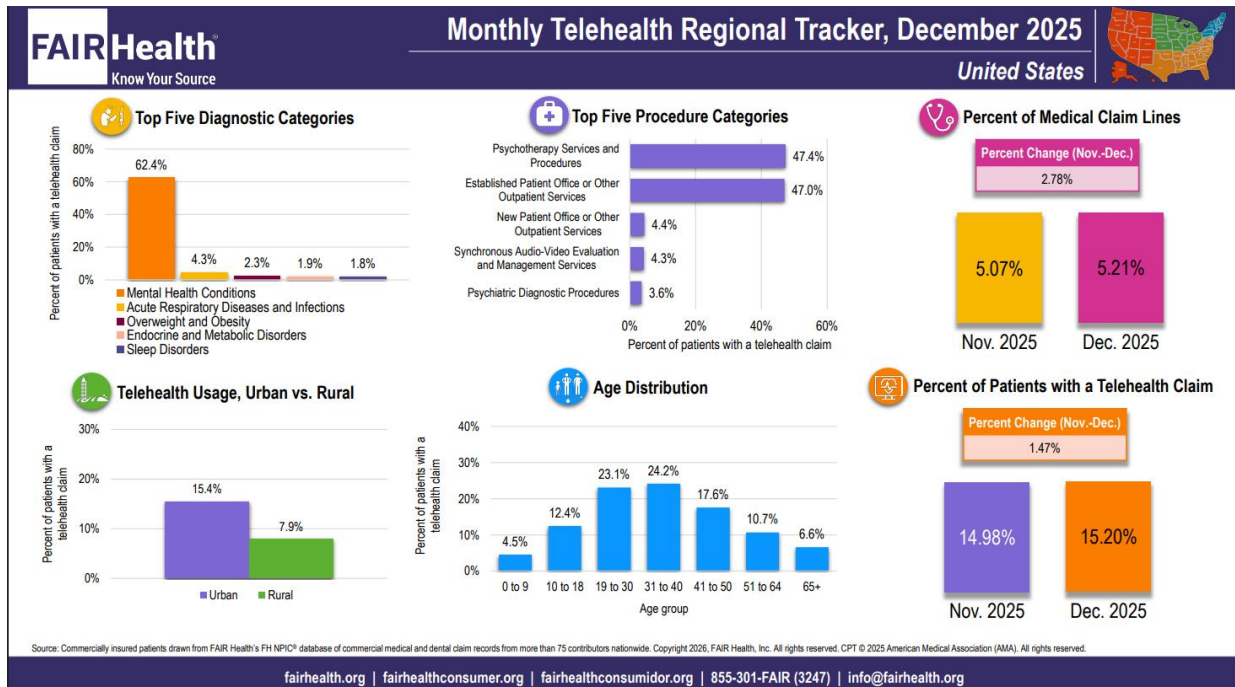 FAIR Health®
Know Your Source
Monthly Telehealth Regional Tracker, December 2025
United States
Top Five Diagnostic Categories
Percent of patients with a telehealth claim
80%
60%
40%
20%
0%
62.4%
4.3%
2.3%
1.9%
1.8%
Mental Health Conditions
Acute Respiratory Diseases and Infections
Overweight and Obesity
Endocrine and Metabolic Disorders
Sleep Disorders
Top Five Procedure Categories
Psychotherapy Services and
Procedures
47.4%
Established Patient Office or Other
Outpatient Services
47.0%
New Patient Office or Other
Outpatient Services
4.4%
Synchronous Audio-Video Evaluation
and Management Services
4.3%
Psychiatric Diagnostic Procedures
3.6%
0% 20% 40% 60%
Percent of patients with a telehealth claim
Percent of Medical Claim Lines
Percent Change (Nov.-Dec.)
2.78%
5.07%
5.21%
Nov. 2025
Dec. 2025
Telehealth Usage, Urban vs. Rural
Percent of patients with a
telehealth claim
30%
20%
10%
0%
15.4%
7.9%
Urban
Rural
Age Distribution
Percent of patients with a
telehealth claim
40%
30%
20%
10%
0%
4.5%
12.4%
23.1%
24.2%
17.6%
10.7%
6.6%
0 to 9 10 to 18 19 to 30 31 to 40 41 to 50 51 to 64 65+
Age group
Percent of Patients with a Telehealth Claim
Percent Change (Nov.-Dec.)
1.47%
14.98%
15.20%
Nov. 2025
Dec. 2025
Source: Commercially insured patients drawn from FAIR Health's FH NPIC® database of commercial medical and dental claim records from more than 75 contributors nationwide. Copyright 2026, FAIR Health, Inc. All rights reserved. CPT © 2025 American Medical Association (AMA). All rights reserved.
fairhealth.org | fairhealthconsumer.org | fairhealthconsumidor.org | 855-301-FAIR (3247) | info@fairhealth.org